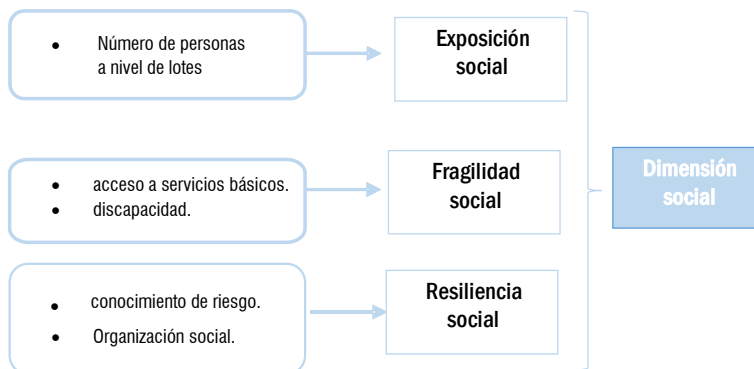 • Número de personas
a nivel de lotes
Exposición
social
• acceso a servicios básicos.
• discapacidad.
Fragilidad
social
• conocimiento de riesgo.
• Organización social.
Resiliencia
social
Dimensión
social